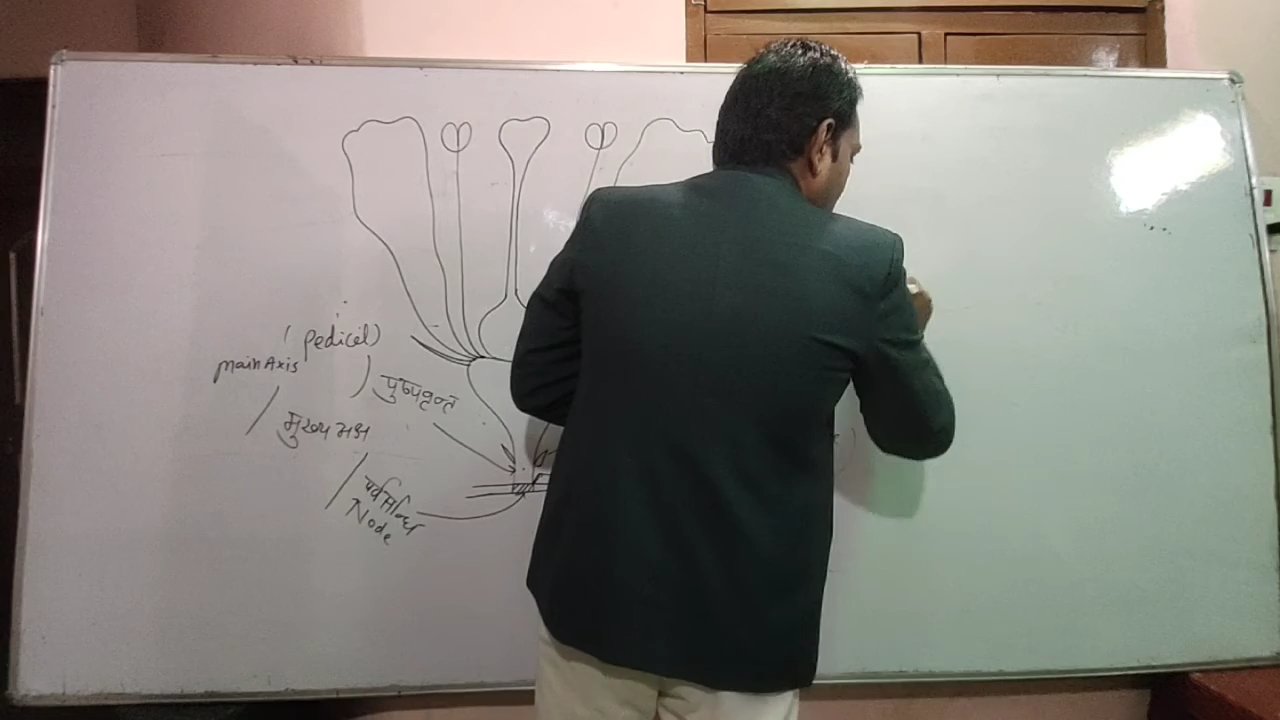 ( Pedicel)
main Axis
पुष्पवृन्त
मुख्य अक्ष
पर्वसन्धि
Node